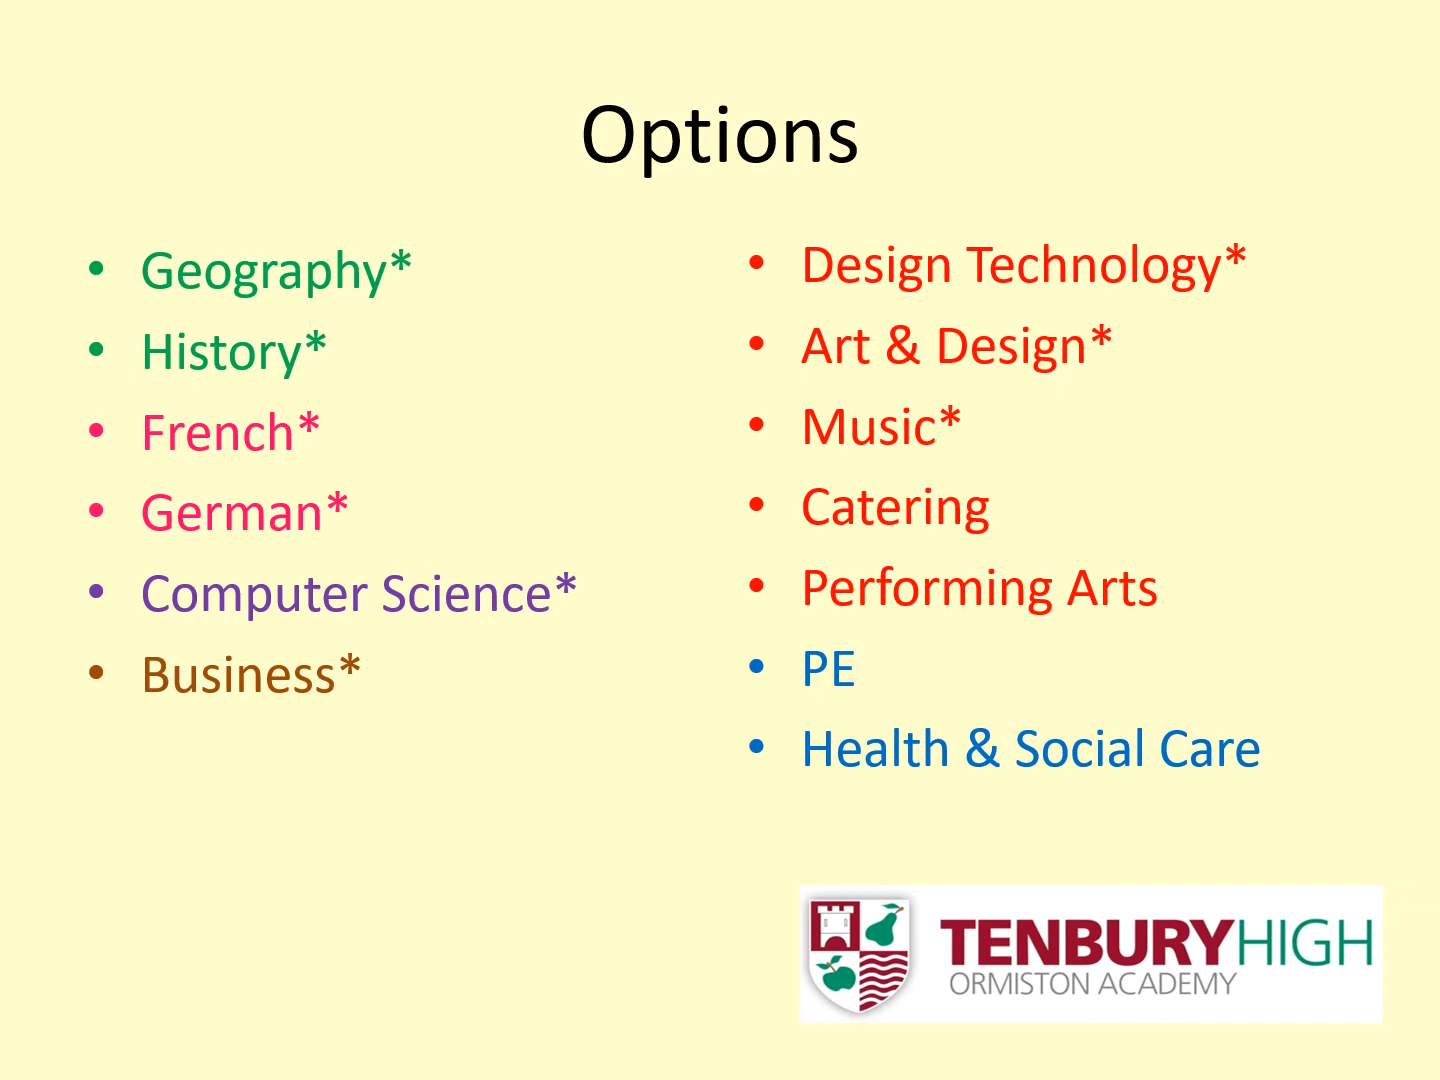 Options
• Geography*
• History*
• French*
• German*
• Computer Science*
• Business*
• Design Technology*
• Art & Design*
• Music*
• Catering
• Performing Arts
• PE
• Health & Social Care
TENBURYHIGH
ORMISTON ACADEMY